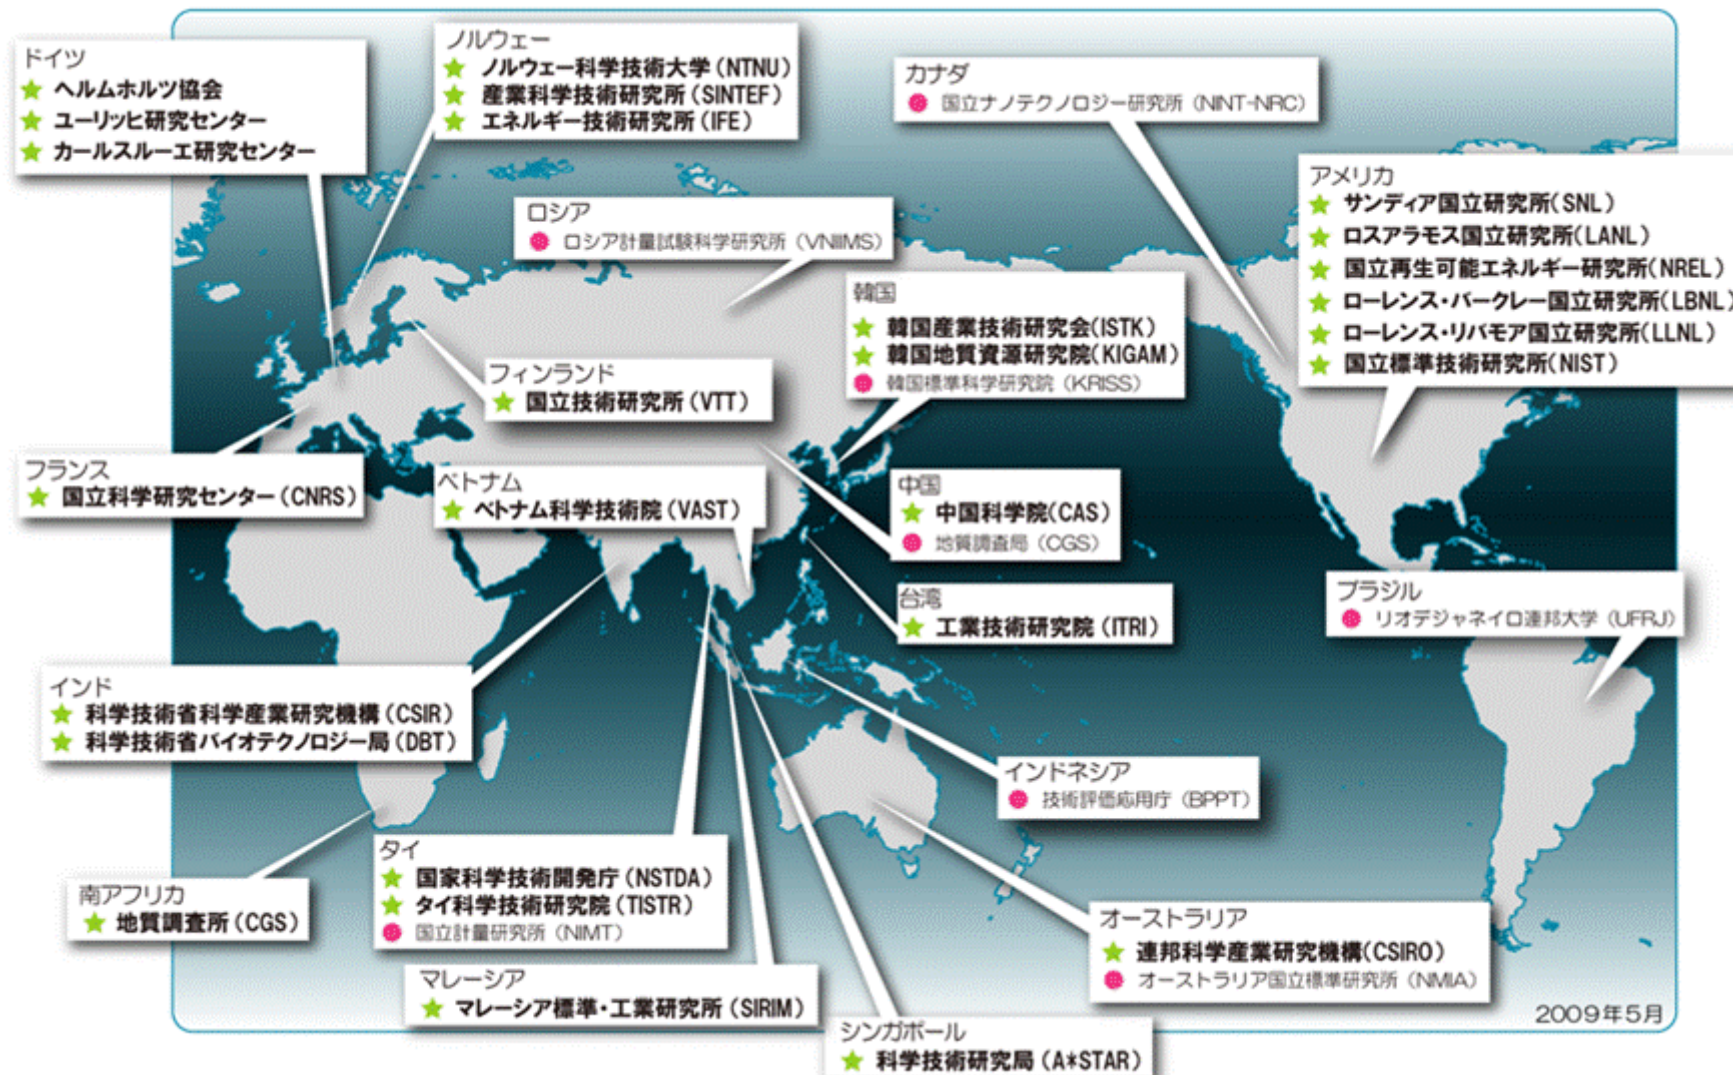 ドイツ
ヘルムホルツ協会
ユーリッヒ研究センター
カールスルーエ研究センター
ノルウェー
ノルウェー科学技術大学(NTNU)
産業科学技術研究所(SINTEF)
エネルギー技術研究所(IFE)
カナダ
国立ナノテクノロジー研究所(NINT-NRC)
アメリカ
サンディア国立研究所(SNL)
ロスアラモス国立研究所(LANL)
国立再生可能エネルギー研究所(NREL)
ローレンス・バークレー国立研究所(LBNL)
ローレンス・リバモア国立研究所(LLNL)
国立標準技術研究所(NIST)
ロシア
ロシア計量試験科学研究所(VNIIMS)
韓国
韓国産業技術研究会(ISTK)
韓国地質資源研究院(KIGAM)
韓国標準科学研究院(KRISS)
フィンランド
国立技術研究所(VTT)
フランス
国立科学研究センター(CNRS)
ベトナム
ベトナム科学技術院(VAST)
中国
中国科学院(CAS)
地質調査局(CGS)
台湾
工業技術研究院(ITRI)
ブラジル
リオデジャネイロ連邦大学(UFRJ)
インド
科学技術省科学産業研究機構(CSIR)
科学技術省バイオテクノロジー局(DBT)
インドネシア
技術評価応用庁(BPPT)
タイ
国家科学技術開発庁(NSTDA)
タイ科学技術研究院(TISTR)
国立計量研究所(NIMT)
南アフリカ
地質調査所(CGS)
オーストラリア
連邦科学産業研究機構(CSIRO)
オーストラリア国立標準研究所(NMIA)
マレーシア
マレーシア標準・工業研究所(SIRIM)
シンガポール
科学技術研究局(A*STAR)
2009年5月